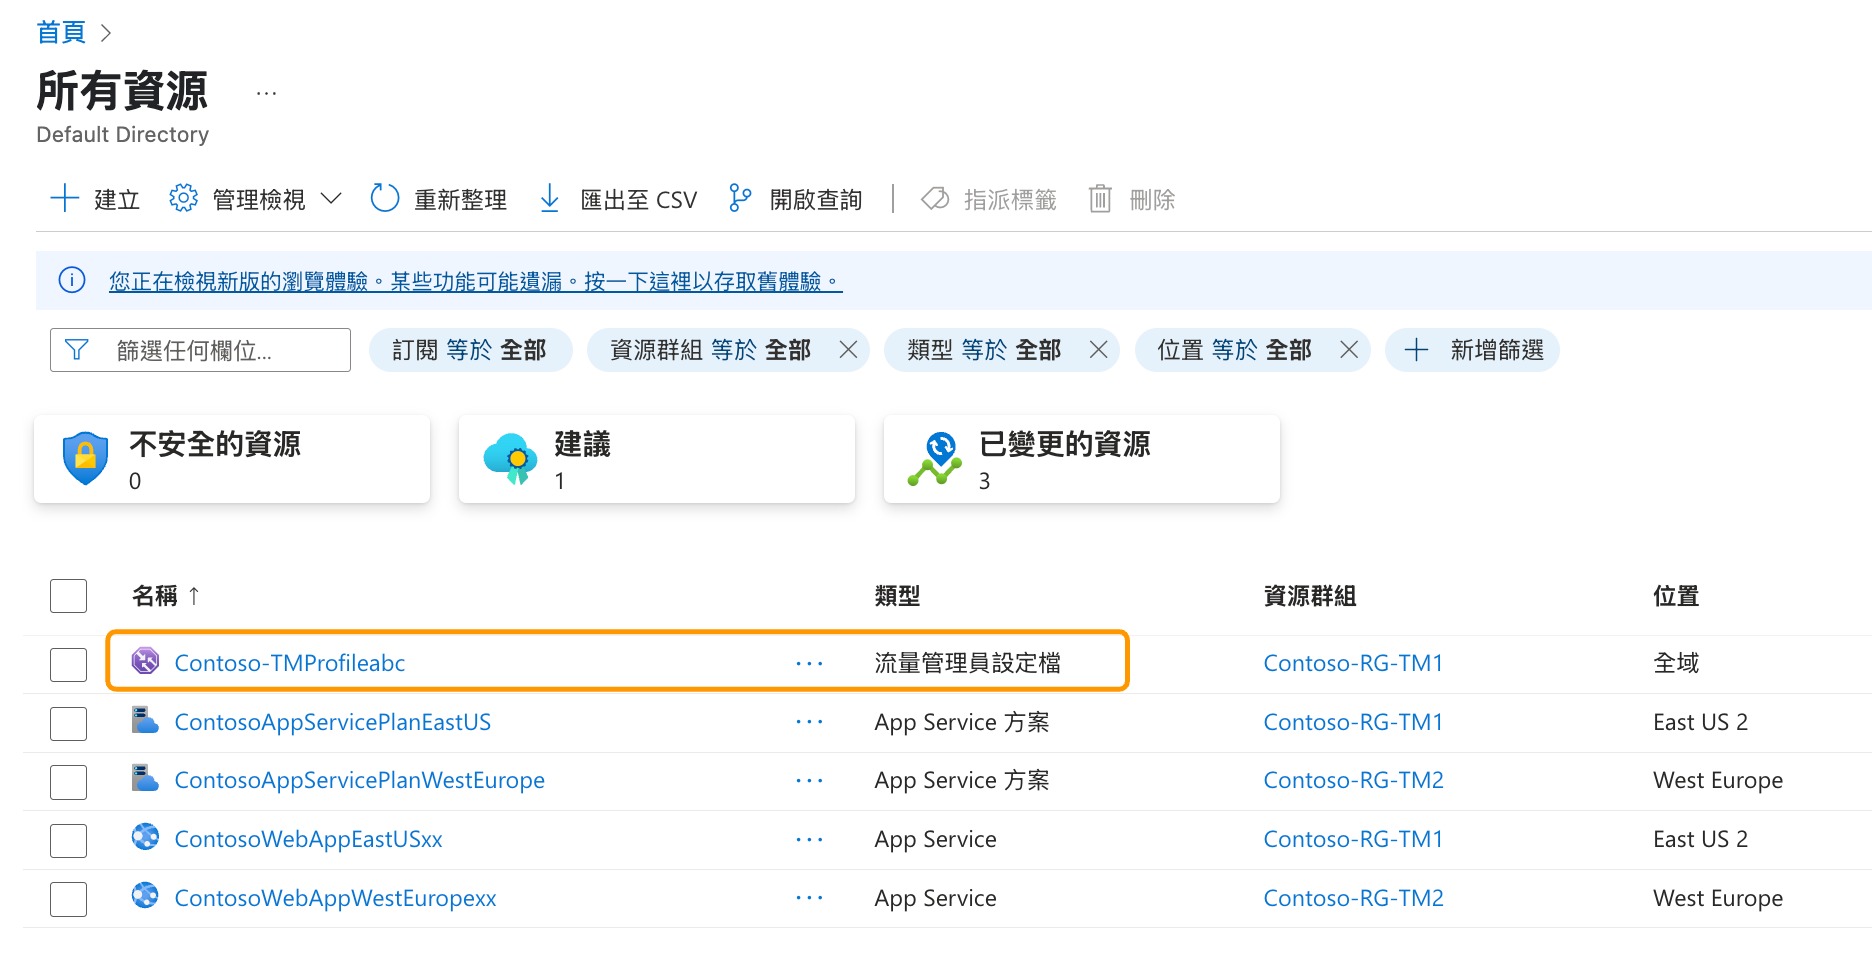 首頁
所有資源 ...
Default Directory
建立 管理檢視 重新整理 匯出至 CSV 開啟查詢 指派標籤 刪除
您正在檢視新版的瀏覽體驗。某些功能可能遺漏。按一下這裡以存取舊體驗。
篩選任何欄位... 訂閱 等於 全部 資源群組 等於 全部 類型 等於 全部 位置 等於 全部 新增篩選
不安全的資源 建議 已變更的資源
0 1 3
名稱 ↑ 類型 資源群組 位置
Contoso-TMProfileabc ... 流量管理員設定檔 Contoso-RG-TM1 全域
ContosoAppServicePlanEastUS ... App Service 方案 Contoso-RG-TM1 East US 2
ContosoAppServicePlanWestEurope ... App Service 方案 Contoso-RG-TM2 West Europe
ContosoWebAppEastUSxx ... App Service Contoso-RG-TM1 East US 2
ContosoWebAppWestEuropexx ... App Service Contoso-RG-TM2 West Europe